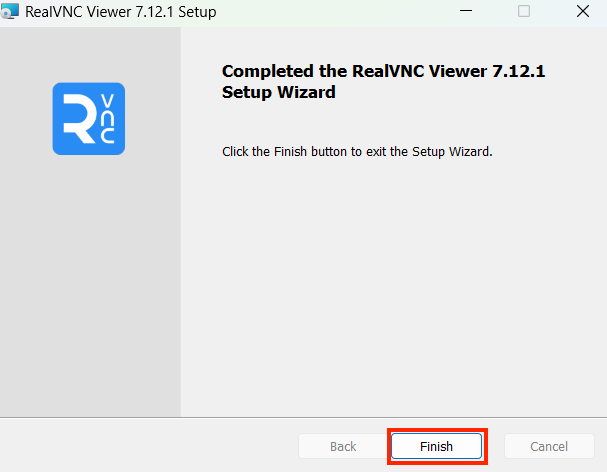 RealVNC Viewer 7.12.1 Setup
R vnc
Completed the RealVNC Viewer 7.12.1
Setup Wizard
Click the Finish button to exit the Setup Wizard.
Back
Finish
Cancel